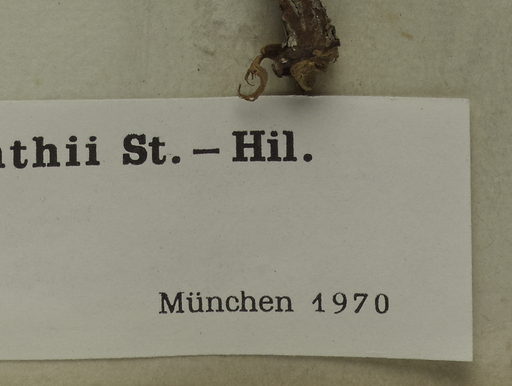 thii St. – Hil.
München 1970